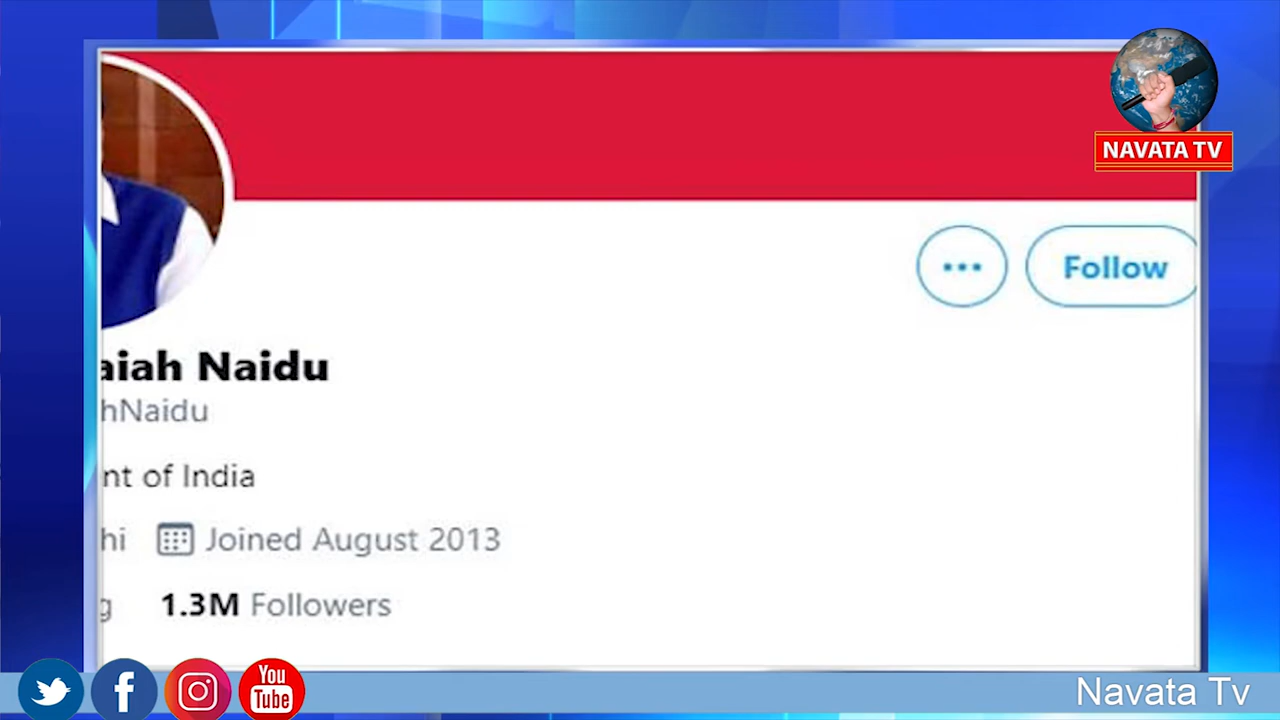 NAVATA TV
Follow
aiah Naidu
hNaidu
nt of India
hi Joined August 2013
g 1.3M Followers
You
Tube
Navata Tv